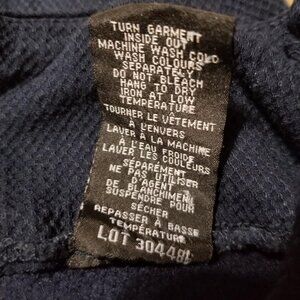 TURN GARMENT
INSIDE OUT
MACHINE WASH COLD
WASH COLOURS
SEPARATELY
DO NOT BLEACH
HANG TO DRY
IRON AT LOW
TEMPERATURE
TOURNER LE VÊTEMENT
À L'ENVERS
LAVER À LA MACHINE
À L'EAU FROIDE
LAVER LES COULEURS
SÉPARÉMENT
NE PAS UTILISER
D'AGENT
DE BLANCHIMENT
SUSPENDRE POUR
SÉCHER
REPASSER À BASSE
TEMPÉRATURE
LOT